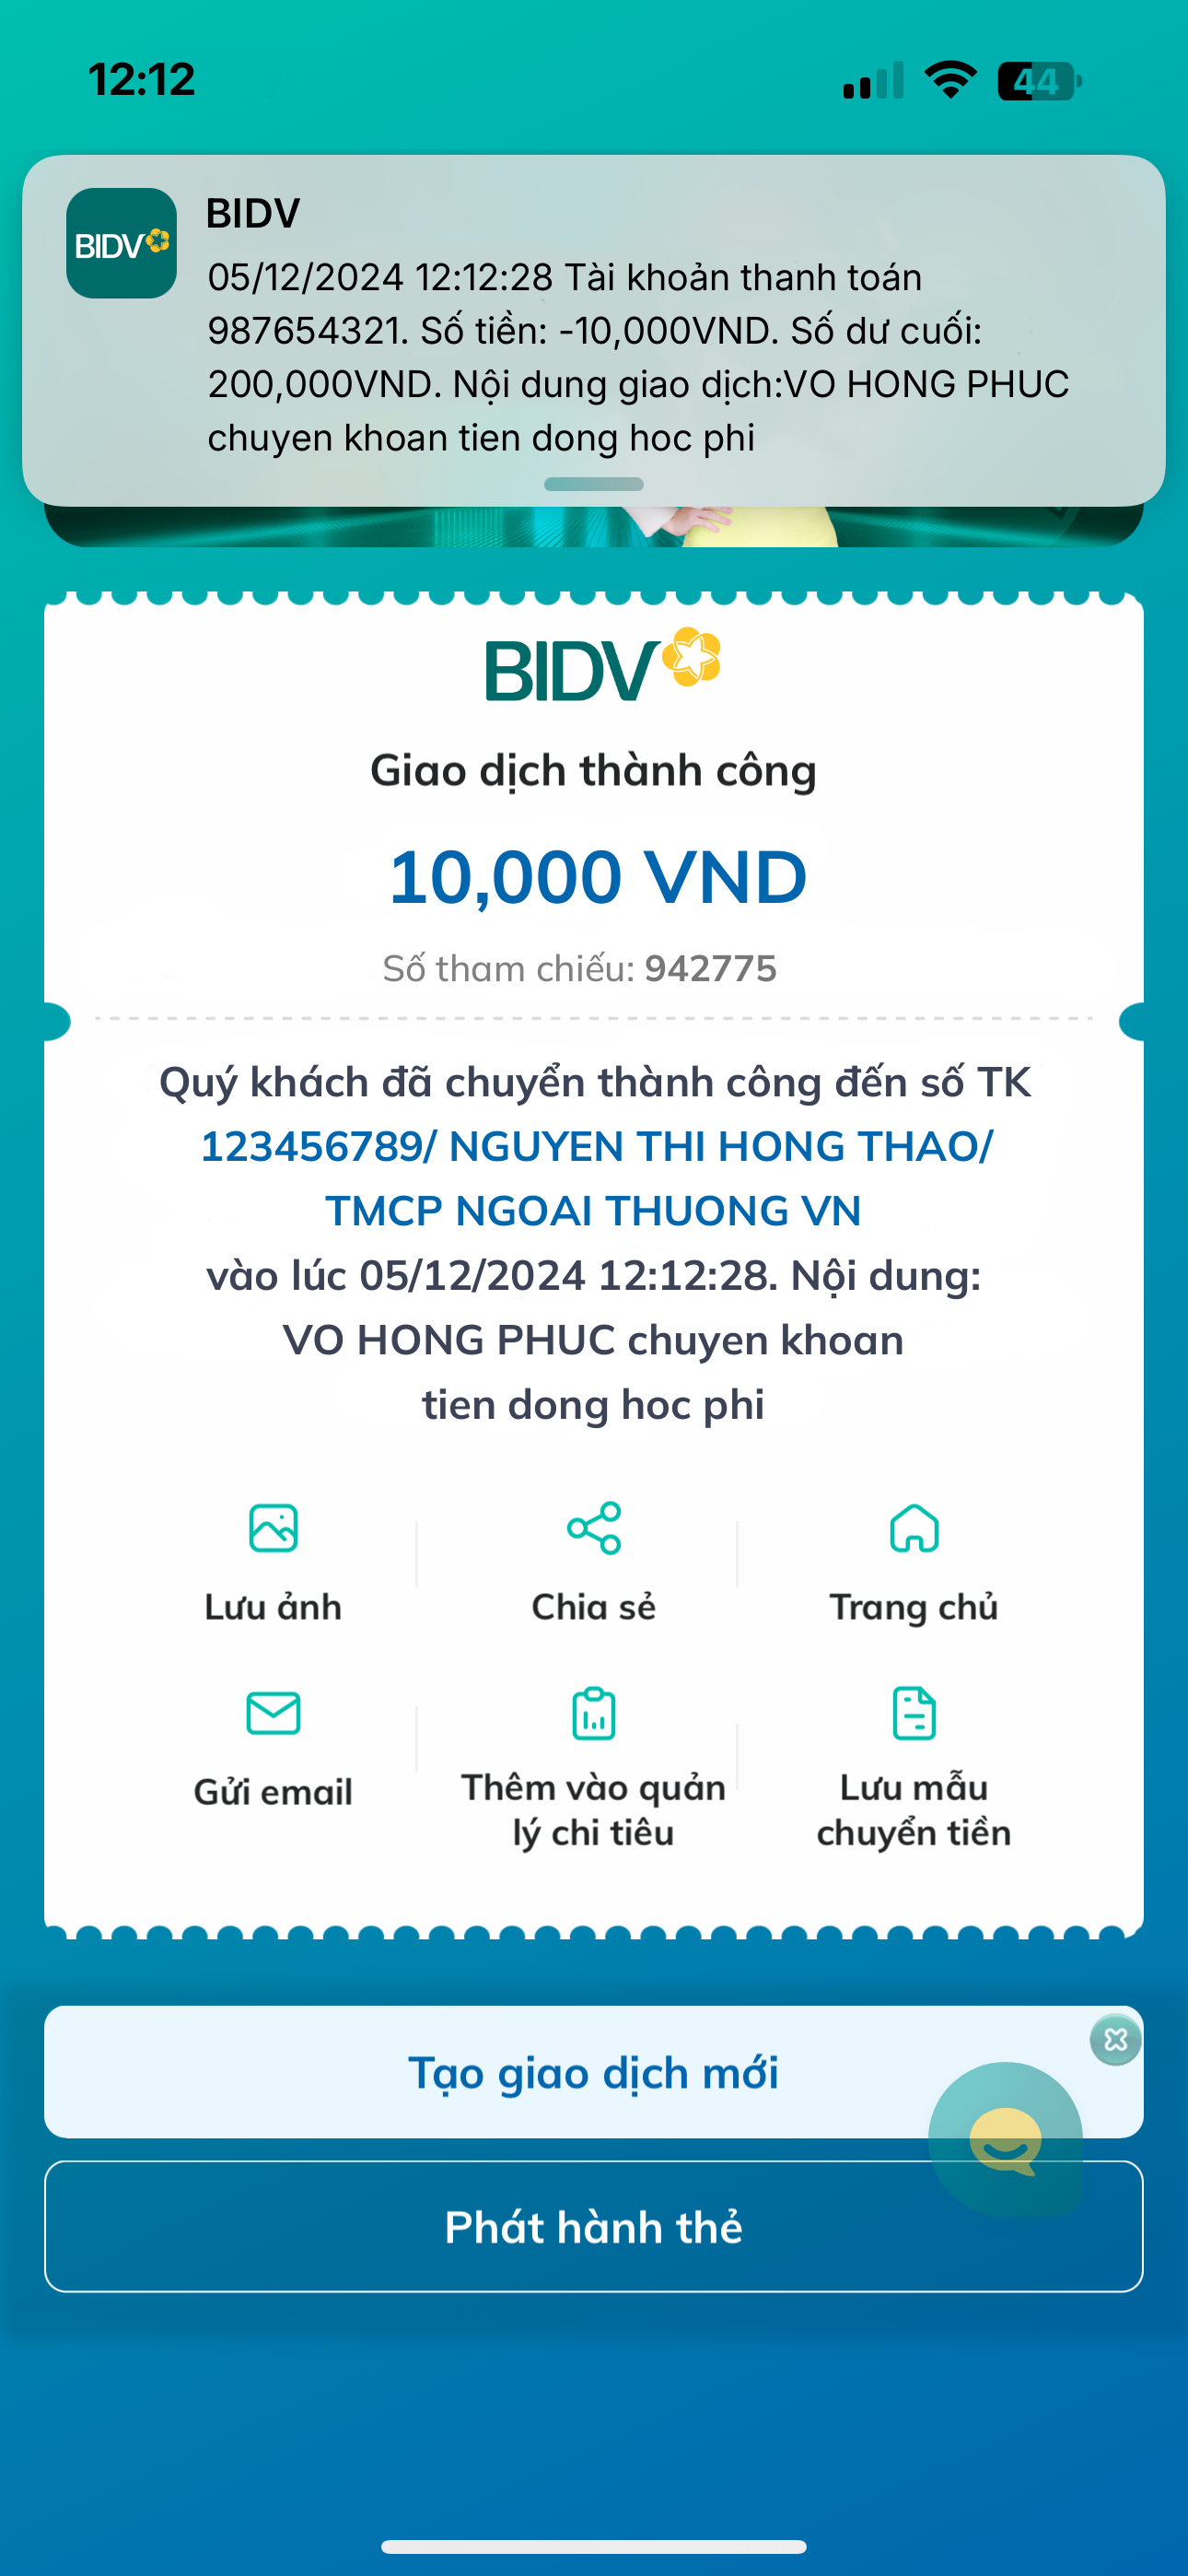 12:12
44
BIDV
BIDV
05/12/2024 12:12:28 Tài khoản thanh toán
987654321. Số tiền: -10,000VND. Số dư cuối:
200,000VND. Nội dung giao dịch:VO HONG PHUC
chuyen khoan tien dong hoc phi
BIDV
Giao dịch thành công
10,000 VND
Số tham chiếu: 942775
Quý khách đã chuyển thành công đến số TK
123456789/ NGUYEN THI HONG THAO/
TMCP NGOAI THUONG VN
vào lúc 05/12/2024 12:12:28. Nội dung:
VO HONG PHUC chuyen khoan
tien dong hoc phi
Lưu ảnh
Chia sẻ
Trang chủ
Gửi email
Thêm vào quản
lý chi tiêu
Lưu mẫu
chuyển tiền
Tạo giao dịch mới
Phát hành thẻ